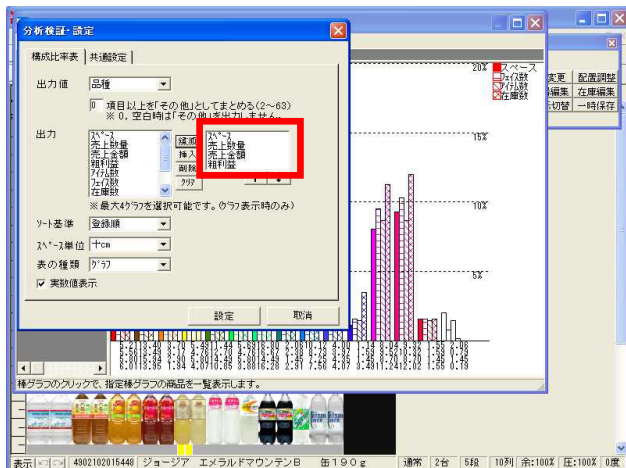 分析検証・設定
構成比率表 共通設定
出力値 品種
0 項目以上を「その他」としてまとめる(2～63)
※ 0, 空白時は「その他」を出力しません。
出力
ｽﾍﾟｰｽ
売上数量
売上金額
粗利益
ｱｲﾃﾑ数
ﾌｪｲｽ数
在庫数
追加
挿入
削除
ｸﾘｱ
ｽﾍﾟｰｽ
売上数量
売上金額
粗利益
※最大4ｸﾞﾗﾌを選択可能です。(ｸﾞﾗﾌ表示時のみ)
ｿｰﾄ基準 登録順
ｽﾍﾟｰｽ単位 十cm
表の種類 ｸﾞﾗﾌ
実数値表示
設定 取消
20%
スペース
フェイス数
アイテム数
在庫数
15%
10%
5%
変更 配置調整
編集 在庫編集
切替 一時保存
棒グラフのクリックで、指定棒グラフの商品を一覧表示します。
表示 4902102015448 ジョージア エメラルドマウンテンB 缶190g 通常 2台 5段 10列 余:100% 圧:100% 0度